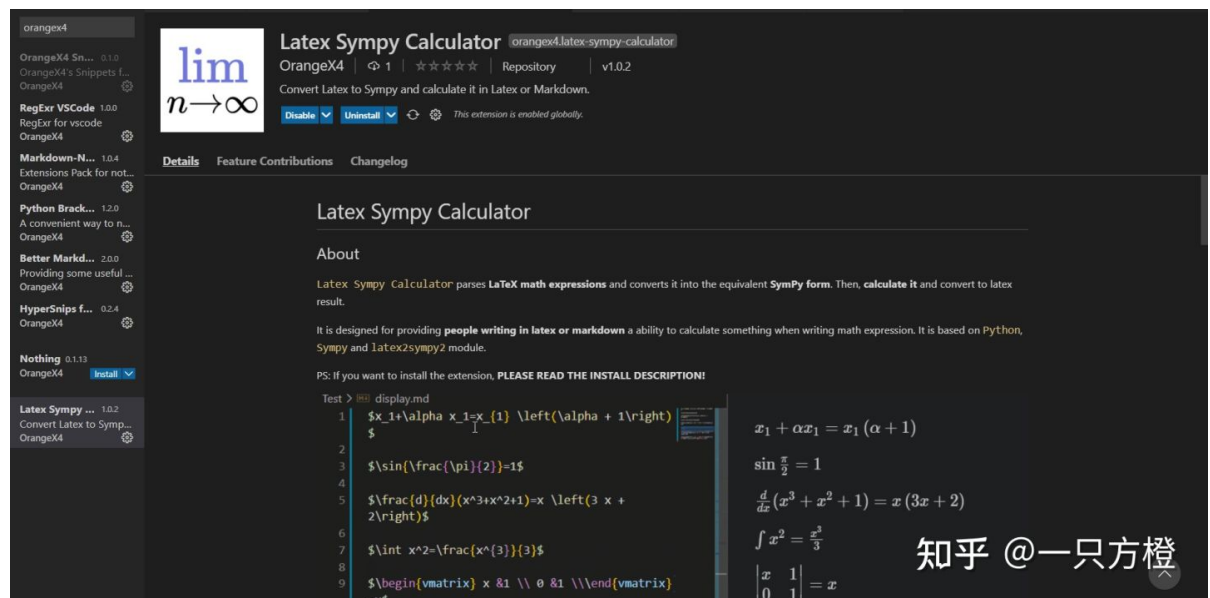 orangex4
OrangeX4 Sn... 0.1.0
OrangeX4's Snippets f...
OrangeX4
RegExr VSCode 1.0.0
RegExr for vscode
OrangeX4
Markdown-N... 1.0.4
Extensions Pack for not...
OrangeX4
Python Brack... 1.2.0
A convenient way to n...
OrangeX4
Better Markd... 2.0.0
Providing some useful ...
OrangeX4
HyperSnips f... 0.2.4
OrangeX4
Nothing 0.1.13
OrangeX4 Install
Latex Sympy ... 1.0.2
Convert Latex to Symp...
OrangeX4
lim
n→∞
Latex Sympy Calculator orangex4.latex-sympy-calculator
OrangeX4 1 Repository v1.0.2
Convert Latex to Sympy and calculate it in Latex or Markdown.
Disable Uninstall This extension is enabled globally.
Details Feature Contributions Changelog
Latex Sympy Calculator
About
Latex Sympy Calculator parses LaTeX math expressions and converts it into the equivalent SymPy form. Then, calculate it and convert to latex
result.
It is designed for providing people writing in latex or markdown a ability to calculate something when writing math expression. It is based on Python,
Sympy and latex2sympy2 module.
PS: If you want to install the extension, PLEASE READ THE INSTALL DESCRIPTION!
Test > display.md
1 $x_1+\alpha x_1=x_{1} \left(\alpha + 1\right)
$
2
3 $\sin{\frac{\pi}{2}}=1$
4
5 $\frac{d}{dx}(x^3+x^2+1)=x \left(3 x +
2\right)$
6
7 $\int x^2=\frac{x^{3}}{3}$
8
9 $\begin{vmatrix} x &1 \\ 0 &1 \\\end{vmatrix}
x₁ + αx₁ = x₁ (α + 1)
sin π/2 = 1
d/dx (x³ + x² + 1) = x (3x + 2)
∫ x² = x³/3
|x 1| = x
|0 1|
知乎 @一只方橙